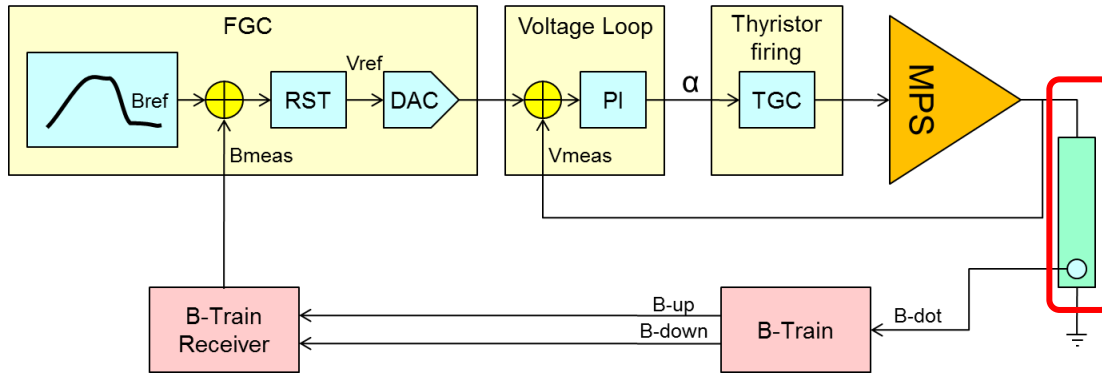 FGC
Voltage Loop
Thyristor
firing
Bref
RST
Vref
DAC
PI
α
TGC
MPS
Bmeas
Vmeas
B-Train
Receiver
B-up
B-down
B-Train
B-dot